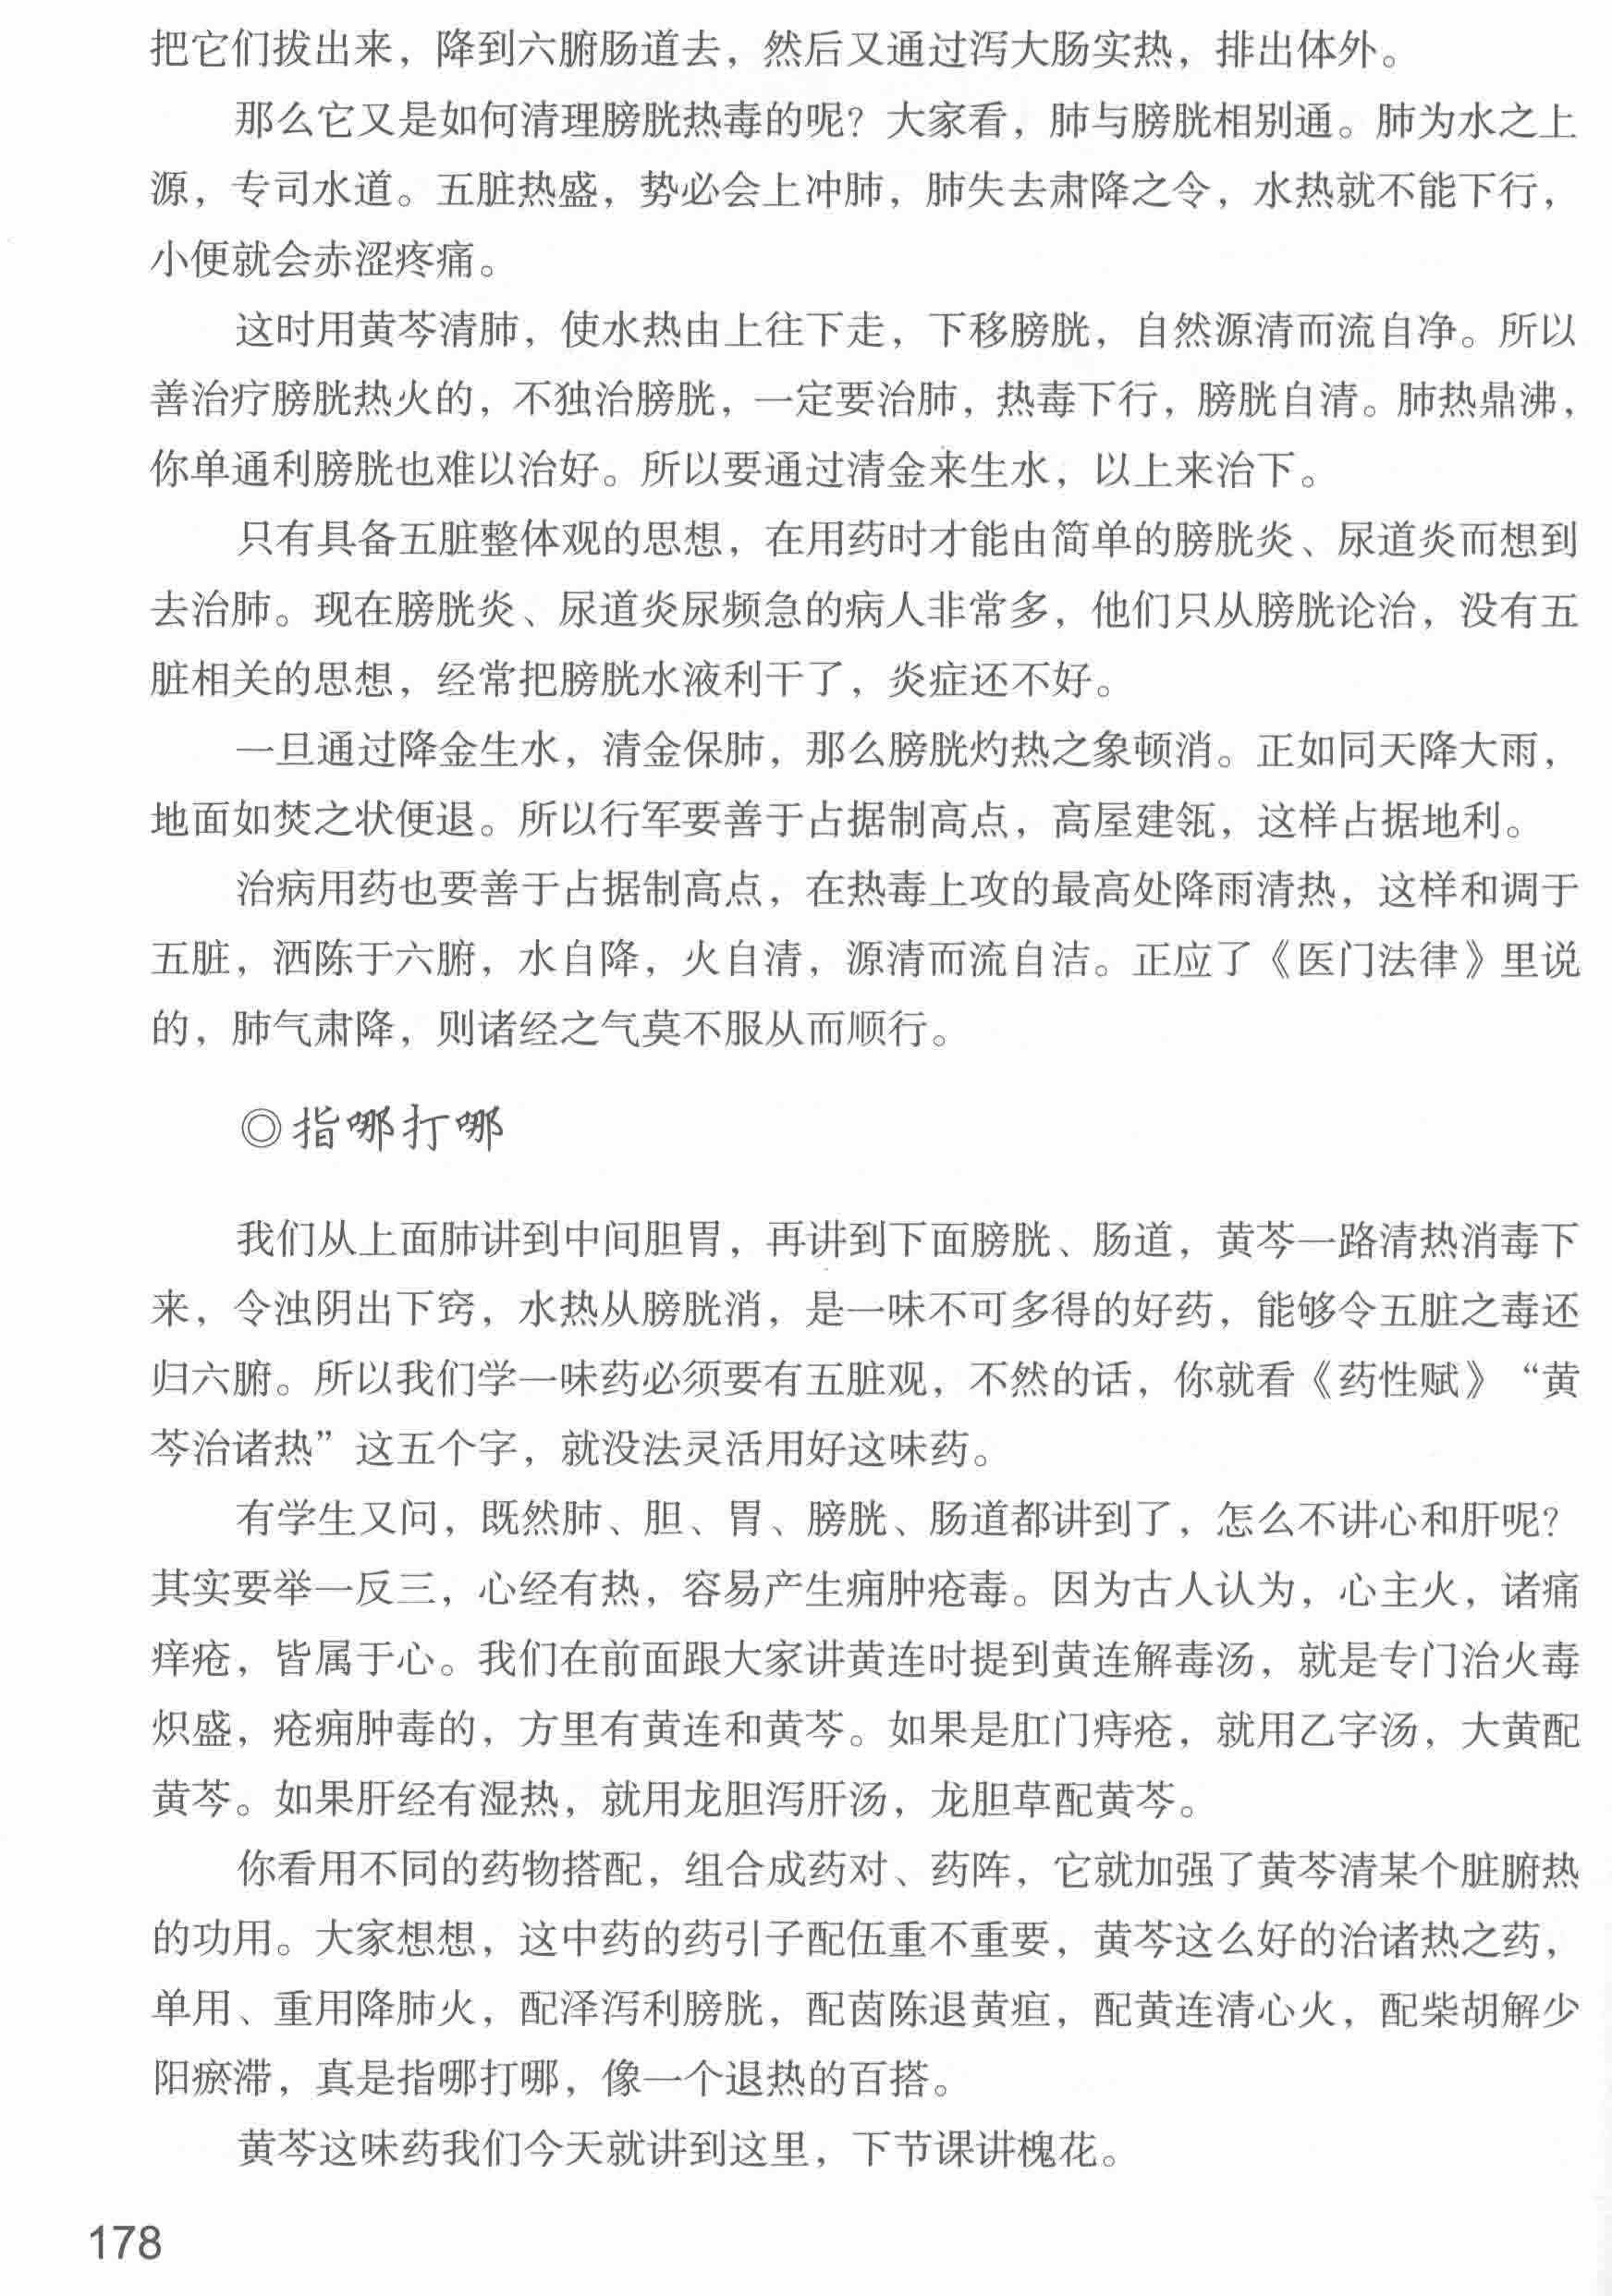 把它们拔出来，降到六腑肠道去，然后又通过泻大肠实热，排出体外。
那么它又是如何清理膀胱热毒的呢？大家看，肺与膀胱相别通。肺为水之上
源，专司水道。五脏热盛，势必会上冲肺，肺失去肃降之令，水热就不能下行，
小便就会赤涩疼痛。
这时用黄芩清肺，使水热由上往下走，下移膀胱，自然源清而流自净。所以
善治疗膀胱热火的，不独治膀胱，一定要治肺，热毒下行，膀胱自清。肺热鼎沸，
你单通利膀胱也难以治好。所以要通过清金来生水，以上来治下。
只有具备五脏整体观的思想，在用药时才能由简单的膀胱炎、尿道炎而想到
去治肺。现在膀胱炎、尿道炎尿频急的病人非常多，他们只从膀胱论治，没有五
脏相关的思想，经常把膀胱水液利干了，炎症还不好。
一旦通过降金生水，清金保肺，那么膀胱灼热之象顿消。正如同天降大雨，
地面如焚之状便退。所以行军要善于占据制高点，高屋建瓴，这样占据地利。
治病用药也要善于占据制高点，在热毒上攻的最高处降雨清热，这样和调于
五脏，洒陈于六腑，水自降，火自清，源清而流自洁。正应了《医门法律》里说
的，肺气肃降，则诸经之气莫不服从而顺行。
◎指哪打哪
我们从上面肺讲到中间胆胃，再讲到下面膀胱、肠道，黄芩一路清热消毒下
来，令浊阴出下窍，水热从膀胱消，是一味不可多得的好药，能够令五脏之毒还
归六腑。所以我们学一味药必须要有五脏观，不然的话，你就看《药性赋》“黄
芩治诸热”这五个字，就没法灵活用好这味药。
有学生又问，既然肺、胆、胃、膀胱、肠道都讲到了，怎么不讲心和肝呢？
其实要举一反三，心经有热，容易产生痈肿疮毒。因为古人认为，心主火，诸痛
痒疮，皆属于心。我们在前面跟大家讲黄连时提到黄连解毒汤，就是专门治火毒
炽盛，疮痈肿毒的，方里有黄连和黄芩。如果是肛门痔疮，就用乙字汤，大黄配
黄芩。如果肝经有湿热，就用龙胆泻肝汤，龙胆草配黄芩。
你看用不同的药物搭配，组合成药对、药阵，它就加强了黄芩清某个脏腑热
的功用。大家想想，这中药的药引子配伍重不重要，黄芩这么好的治诸热之药，
单用、重用降肺火，配泽泻利膀胱，配茵陈退黄疸，配黄连清心火，配柴胡解少
阳瘀滞，真是指哪打哪，像一个退热的百搭。
黄芩这味药我们今天就讲到这里，下节课讲槐花。
178